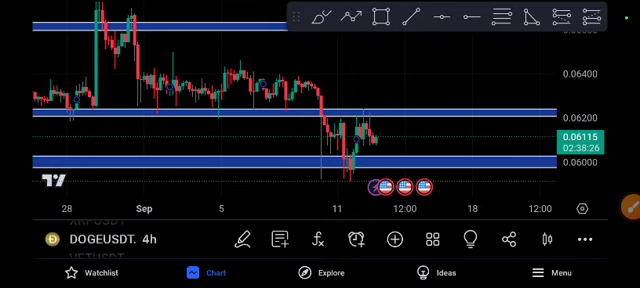 0.06400
0.06200
0.06115
02:38:26
0.06000
28 Sep 5 11 12:00 18 12:00
DOGEUSDT. 4h
Watchlist Chart Explore Ideas Menu